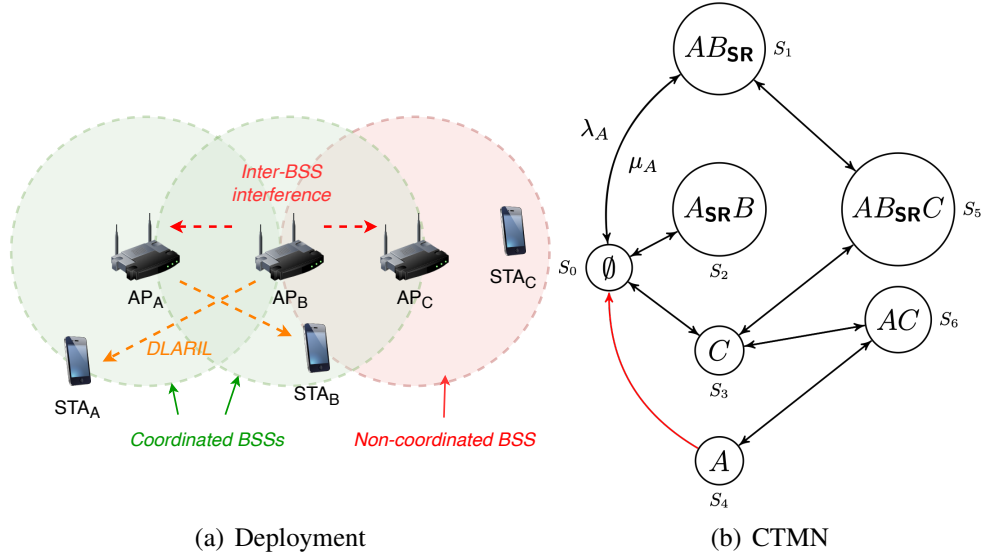 Inter-BSS
interference
AP_A
AP_B
AP_C
STA_C
DLARIL
STA_A
STA_B
Coordinated BSSs
Non-coordinated BSS
(a) Deployment
AB_SR
S_1
λ_A
μ_A
A_SR B
S_2
AB_SR C
S_5
S_0
∅
C
S_3
AC
S_6
A
S_4
(b) CTMN